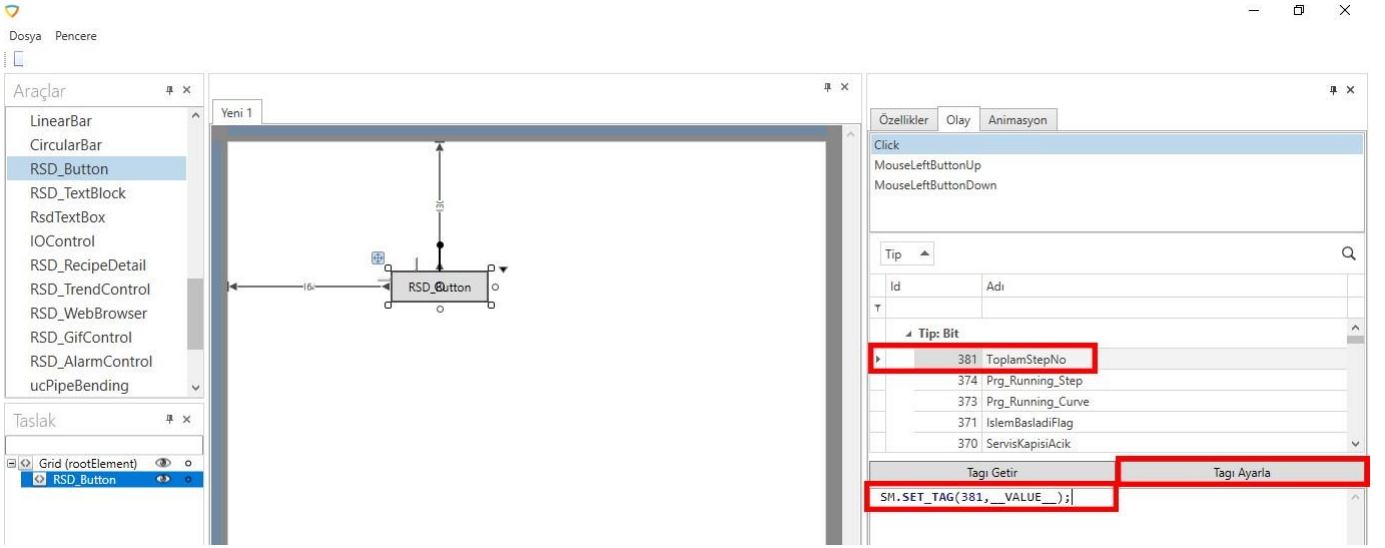 Dosya Pencere
Araçlar
LinearBar
CircularBar
RSD_Button
RSD_TextBlock
RsdTextBox
IOControl
RSD_RecipeDetail
RSD_TrendControl
RSD_WebBrowser
RSD_GifControl
RSD_AlarmControl
ucPipeBending
Taslak
Grid (rootElement)
RSD_Button
Yeni 1
RSD_Button
Özellikler Olay Animasyon
Click
MouseLeftButtonUp
MouseLeftButtonDown
Tip
Id Adı
Tip: Bit
381 ToplamStepNo
374 Prg_Running_Step
373 Prg_Running_Curve
371 IslemBasladiFlag
370 ServisKapisiAcik
Tagı Getir Tagı Ayarla
SM.SET_TAG(381,__VALUE__);